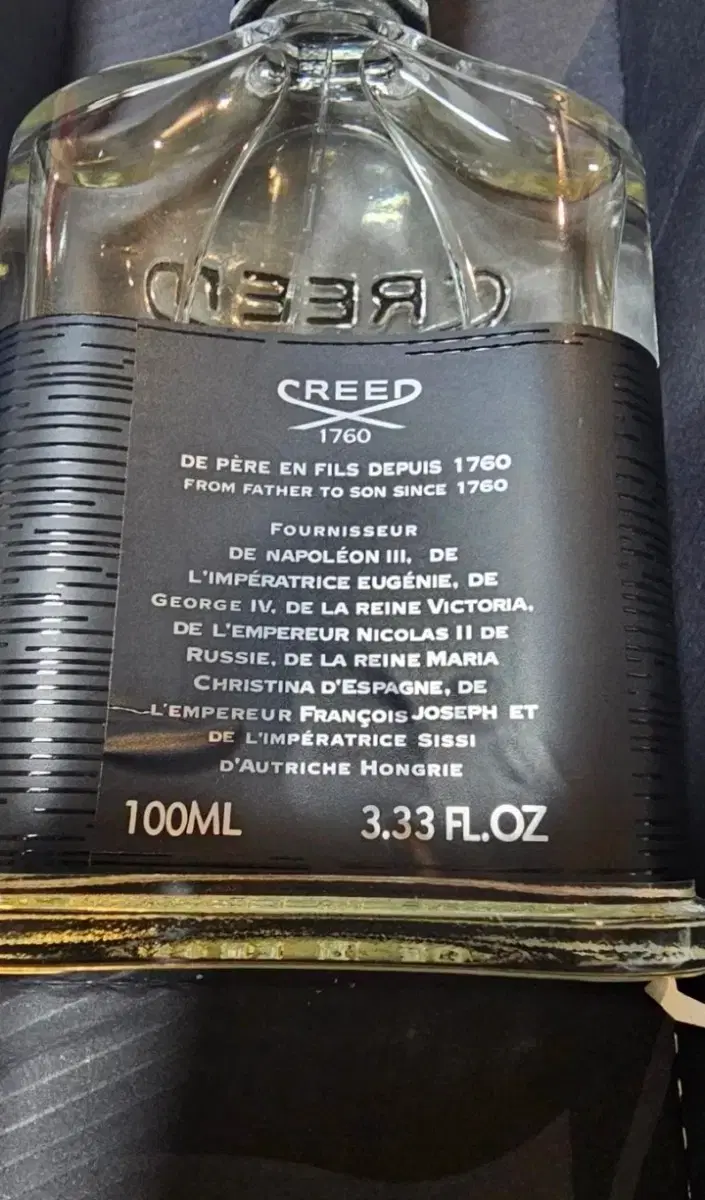 CREED
CREED
1760
DE PÈRE EN FILS DEPUIS 1760
FROM FATHER TO SON SINCE 1760
FOURNISSEUR
DE NAPOLÉON III, DE
L'IMPÉRATRICE EUGÉNIE, DE
GEORGE IV, DE LA REINE VICTORIA,
DE L'EMPEREUR NICOLAS II DE
RUSSIE, DE LA REINE MARIA
CHRISTINA D'ESPAGNE, DE
L'EMPEREUR FRANÇOIS JOSEPH ET
DE L'IMPÉRATRICE SISSI
D'AUTRICHE HONGRIE
100ML 3.33 FL.OZ